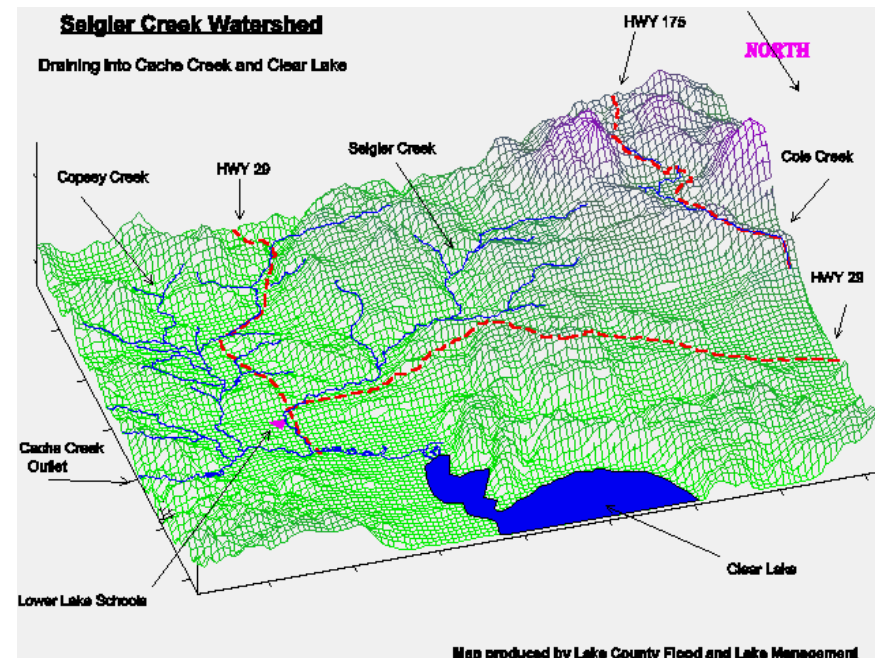 Seigler Creek Watershed
Draining Into Cache Creek and Clear Lake
HWY 175
NORTH
Seigler Creek
Cole Creek
Copsey Creek
HWY 29
HWY 29
Cache Creek
Outlet
Lower Lake Schools
Clear Lake
Map produced by Lake County Flood and Lake Management